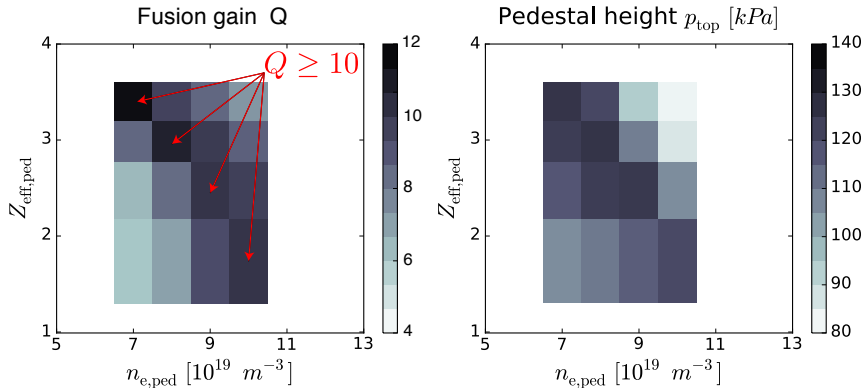 Fusion gain Q
4
3
2
1
Z_eff,ped
5 7 9 11 13
n_e,ped [10^19 m^−3]
Q ≥ 10
12
10
8
6
4
Pedestal height p_top [kPa]
4
3
2
1
Z_eff,ped
5 7 9 11 13
n_e,ped [10^19 m^−3]
140
130
120
110
100
90
80